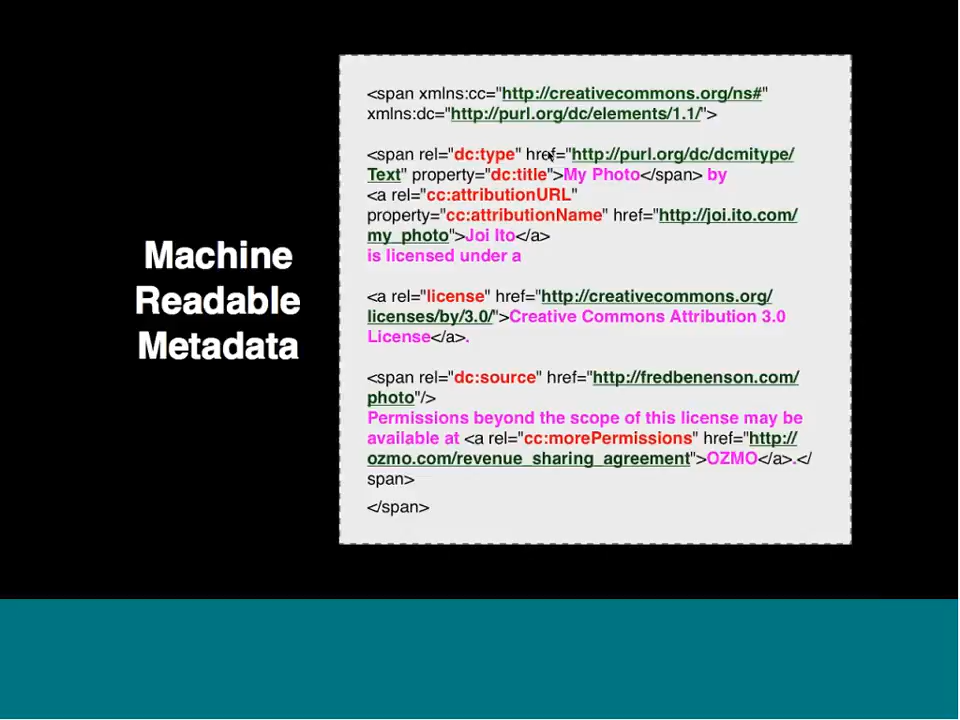 Machine
Readable
Metadata
<span xmlns:cc="http://creativecommons.org/ns#"
xmlns:dc="http://purl.org/dc/elements/1.1/">
<span rel="dc:type" href="http://purl.org/dc/dcmitype/
Text" property="dc:title">My Photo</span> by
<a rel="cc:attributionURL"
property="cc:attributionName" href="http://joi.ito.com/
my_photo">Joi Ito</a>
is licensed under a
<a rel="license" href="http://creativecommons.org/
licenses/by/3.0/">Creative Commons Attribution 3.0
License</a>.
<span rel="dc:source" href="http://fredbenenson.com/
photo"/>
Permissions beyond the scope of this license may be
available at <a rel="cc:morePermissions" href="http://
ozmo.com/revenue_sharing_agreement">OZMO</a>.</
span>
</span>